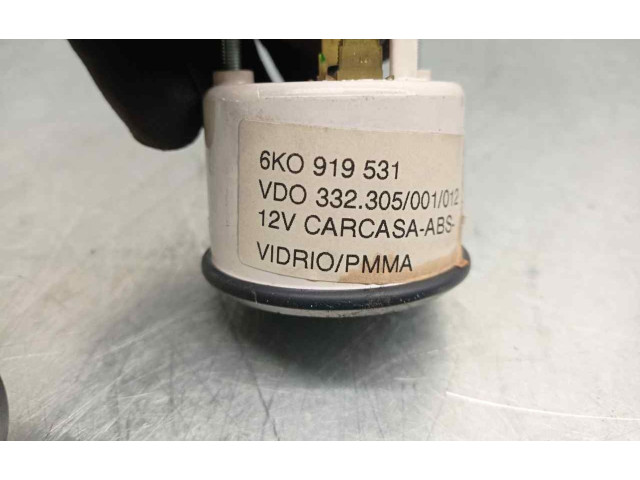 6KO 919 531
VDO 332.305/001/012
12V CARCASA-ABS-
VIDRIO/PMMA